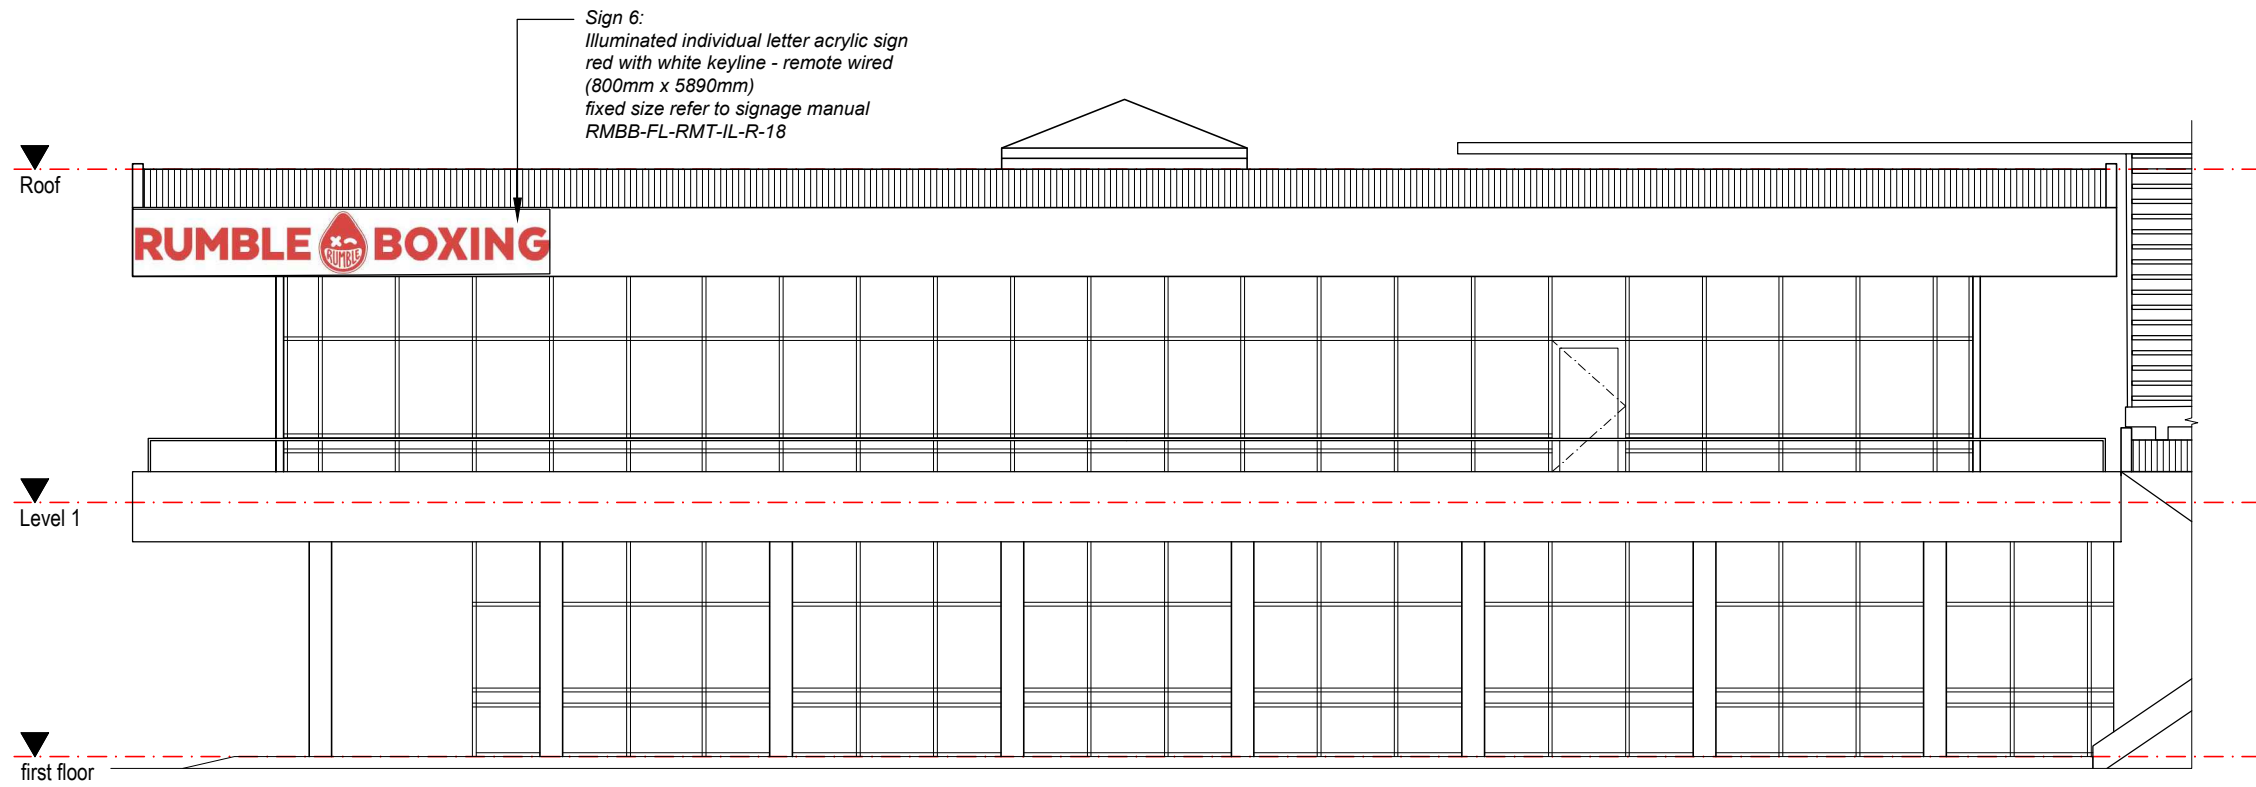 Sign 6:
Illuminated individual letter acrylic sign
red with white keyline - remote wired
(800mm x 5890mm)
fixed size refer to signage manual
RMBB-FL-RMT-IL-R-18
Roof
RUMBLE RUMBLE BOXING
Level 1
first floor